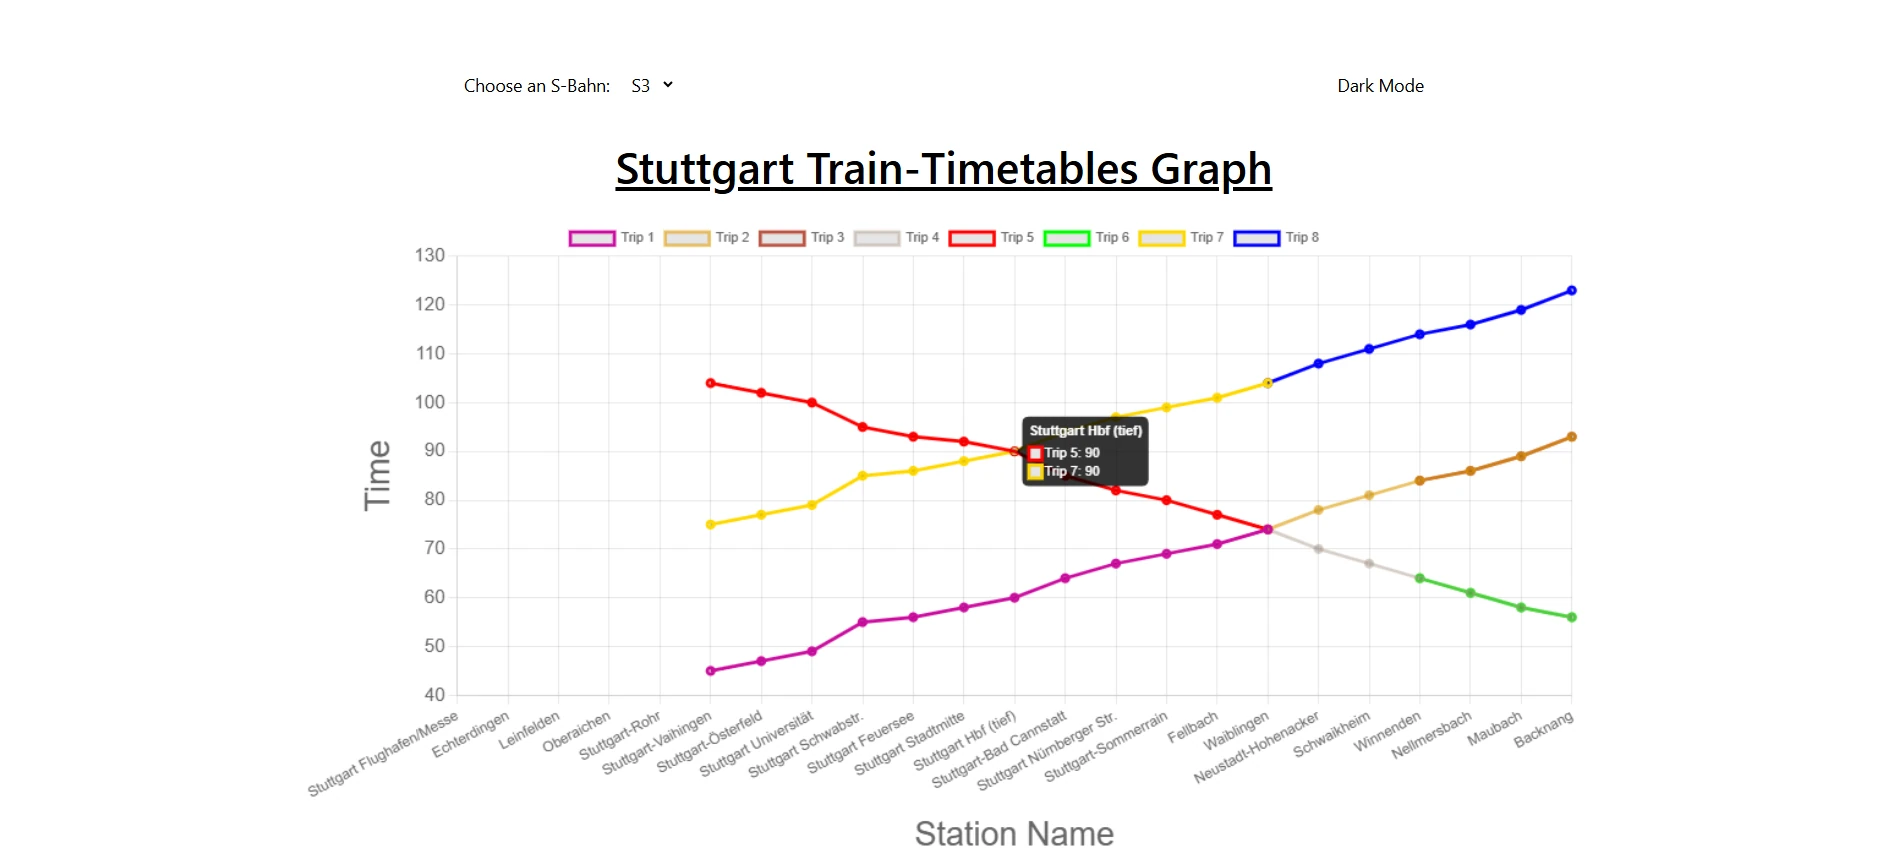 Choose an S-Bahn: S3 Dark Mode
Stuttgart Train-Timetables Graph
Trip 1 Trip 2 Trip 3 Trip 4 Trip 5 Trip 6 Trip 7 Trip 8
130
120
110
100
90
80
70
60
50
40
Time
Stuttgart Hbf (tief)
Trip 5: 90
Trip 7: 90
Stuttgart Flughafen/Messe
Echterdingen
Leinfelden
Oberaichen
Stuttgart-Rohr
Stuttgart-Vaihingen
Stuttgart-Österfeld
Stuttgart Universität
Stuttgart Schwabstr.
Stuttgart Feuersee
Stuttgart Stadtmitte
Stuttgart Hbf (tief)
Stuttgart-Bad Cannstatt
Stuttgart Nürnberger Str.
Stuttgart-Sommerrain
Fellbach
Waiblingen
Neustadt-Hohenacker
Schwaikheim
Winnenden
Nellmersbach
Maubach
Backnang
Station Name